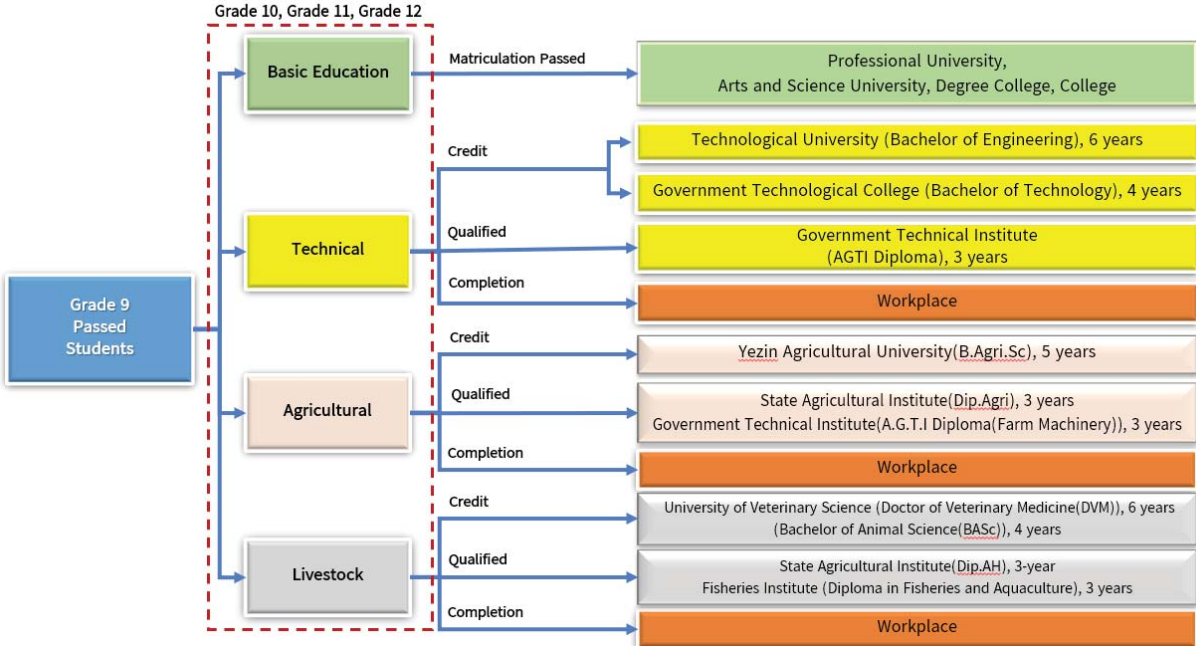 Grade 10, Grade 11, Grade 12
Basic Education
Matriculation Passed
Professional University,
Arts and Science University, Degree College, College
Credit
Technological University (Bachelor of Engineering), 6 years
Government Technological College (Bachelor of Technology), 4 years
Technical
Qualified
Government Technical Institute
(AGTI Diploma), 3 years
Completion
Workplace
Grade 9
Passed
Students
Credit
Yezin Agricultural University(B.Agri.Sc), 5 years
Agricultural
Qualified
State Agricultural Institute(Dip.Agri), 3 years
Government Technical Institute(A.G.T.I Diploma(Farm Machinery)), 3 years
Completion
Workplace
Credit
University of Veterinary Science (Doctor of Veterinary Medicine(DVM)), 6 years
(Bachelor of Animal Science(BASc)), 4 years
Livestock
Qualified
State Agricultural Institute(Dip.AH), 3-year
Fisheries Institute (Diploma in Fisheries and Aquaculture), 3 years
Completion
Workplace